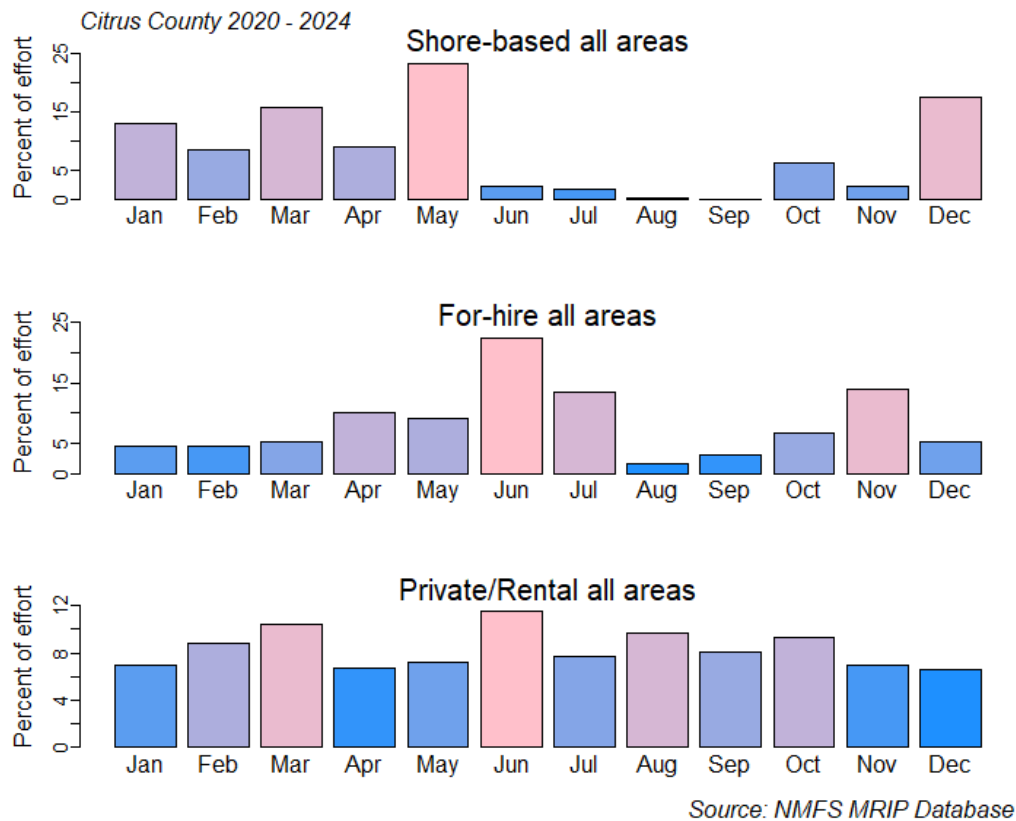 Citrus County 2020 - 2024
Shore-based all areas
Percent of effort
25
15
5
0
Jan Feb Mar Apr May Jun Jul Aug Sep Oct Nov Dec
For-hire all areas
Percent of effort
25
15
5
0
Jan Feb Mar Apr May Jun Jul Aug Sep Oct Nov Dec
Private/Rental all areas
Percent of effort
12
8
4
0
Jan Feb Mar Apr May Jun Jul Aug Sep Oct Nov Dec
Source: NMFS MRIP Database